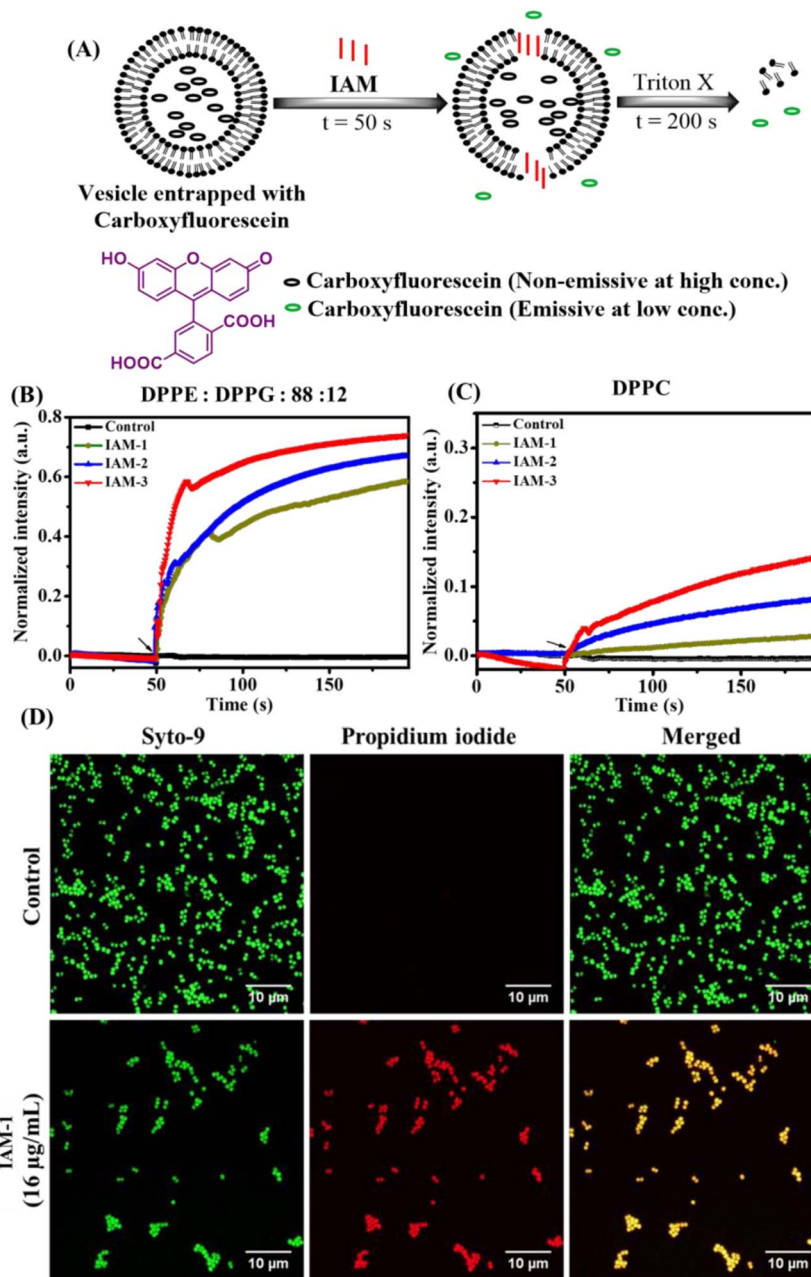 (A)
IAM
t = 50 s
Triton X
t = 200 s
Vesicle entrapped with
Carboxyfluorescein
HO
O
O
COOH
HOOC
Carboxyfluorescein (Non-emissive at high conc.)
Carboxyfluorescein (Emissive at low conc.)
(B)
DPPE : DPPG : 88 :12
Normalized intensity (a.u.)
0.8
0.6
0.4
0.2
0.0
Control
IAM-1
IAM-2
IAM-3
0
50
100
150
Time (s)
(C)
DPPC
Normalized intensity (a.u.)
0.3
0.2
0.1
0.0
Control
IAM-1
IAM-2
IAM-3
0
50
100
150
Time (s)
(D)
Syto-9
Propidium iodide
Merged
Control
10 µm
10 µm
10 µm
IAM-1
(16 µg/mL)
10 µm
10 µm
10 µm